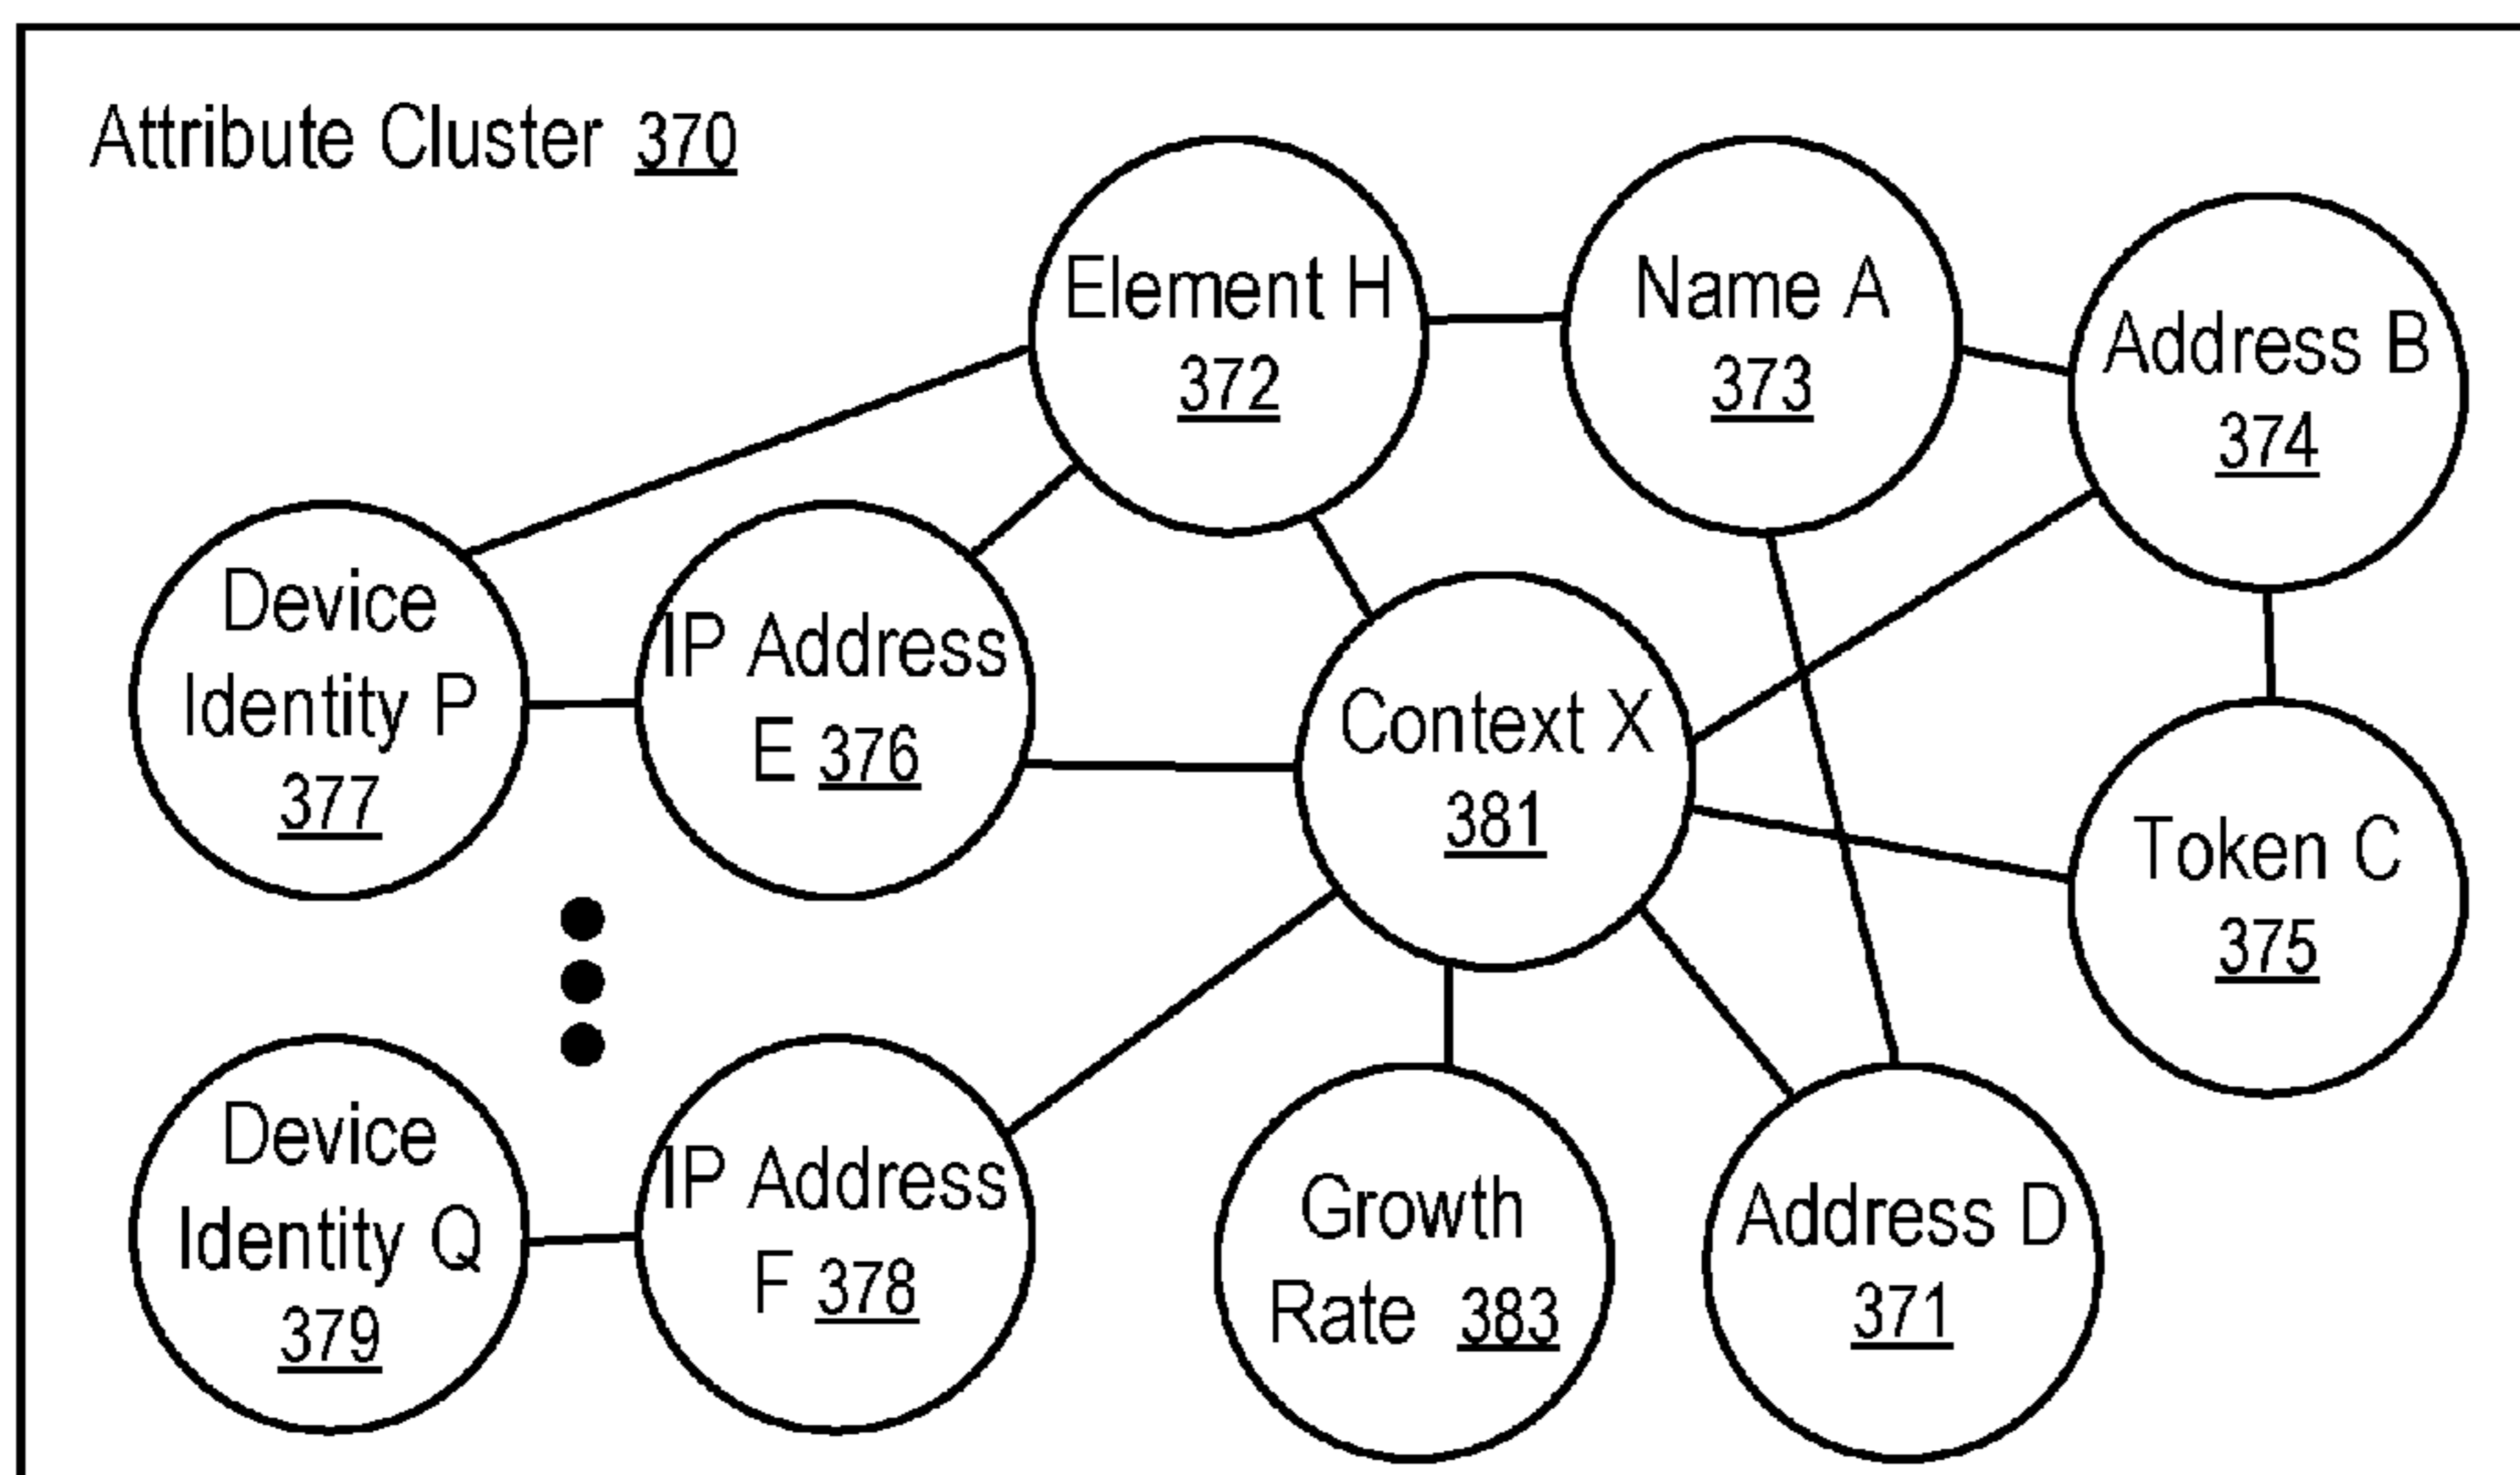 Attribute Cluster 370
Element H
372
Name A
373
Address B
374
Device
Identity P
377
IP Address
E 376
Context X
381
Token C
375
Device
Identity Q
379
IP Address
F 378
Growth
Rate 383
Address D
371